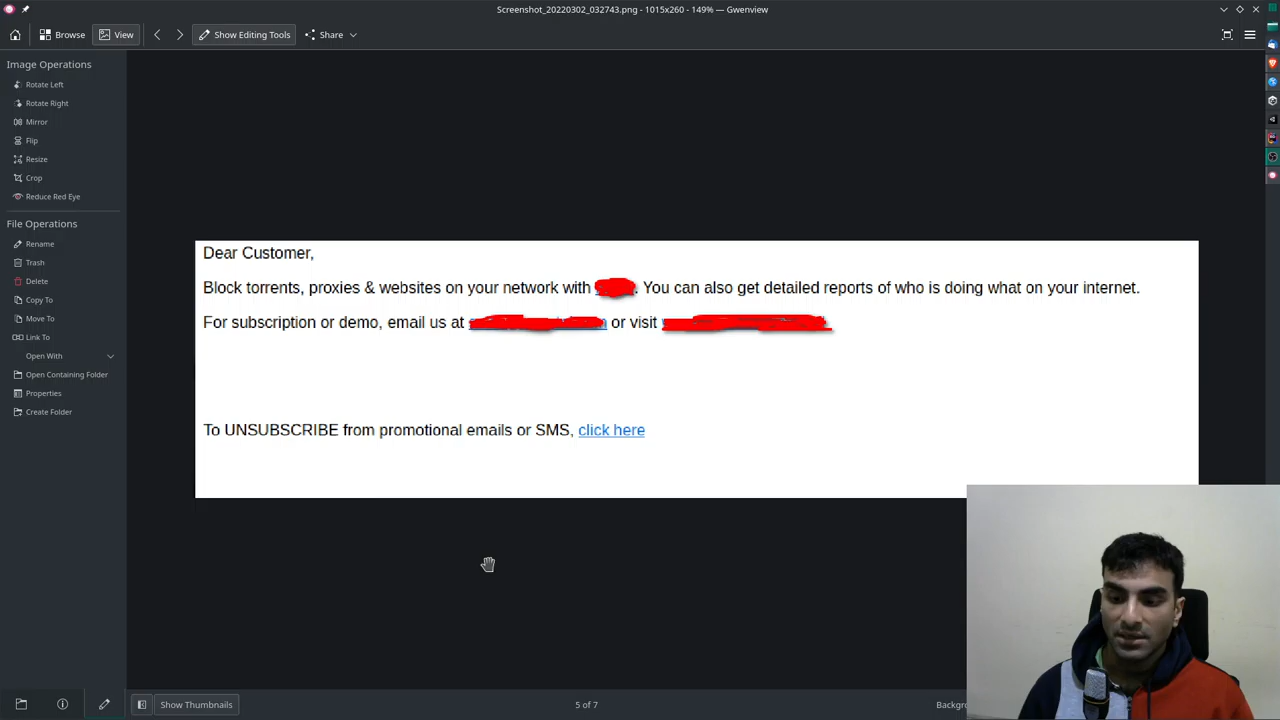 Screenshot_20220302_032743.png - 1015x260 - 149% — Gwenview
Browse View Show Editing Tools Share
Image Operations
Rotate Left
Rotate Right
Mirror
Flip
Resize
Crop
Reduce Red Eye
File Operations
Rename
Trash
Delete
Copy To
Move To
Link To
Open With
Open Containing Folder
Properties
Create Folder
Dear Customer,
Block torrents, proxies & websites on your network with . You can also get detailed reports of who is doing what on your internet.
For subscription or demo, email us at or visit
To UNSUBSCRIBE from promotional emails or SMS, click here
Show Thumbnails 5 of 7